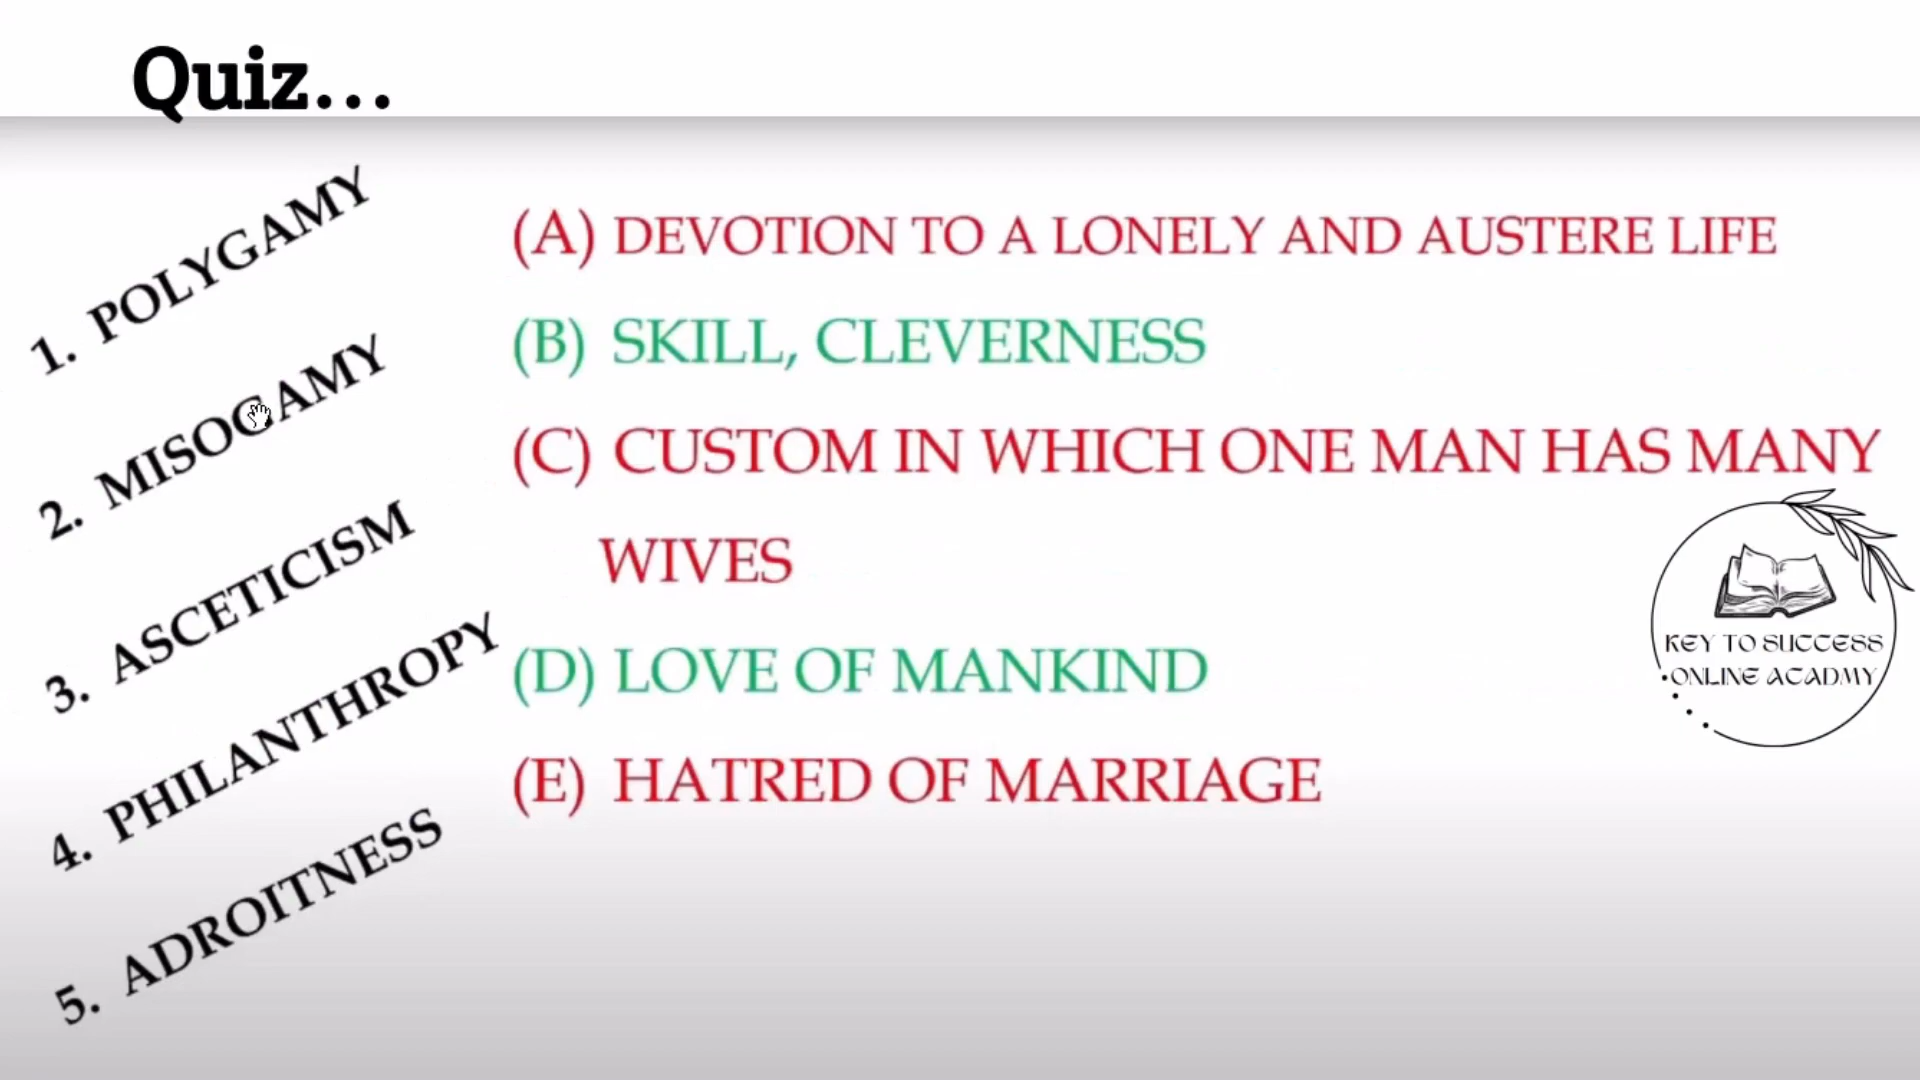 Quiz...
1. POLYGAMY
2. MISOGAMY
3. ASCETICISM
4. PHILANTHROPY
5. ADROITNESS
(A) DEVOTION TO A LONELY AND AUSTERE LIFE
(B) SKILL, CLEVERNESS
(C) CUSTOM IN WHICH ONE MAN HAS MANY
WIVES
(D) LOVE OF MANKIND
(E) HATRED OF MARRIAGE
KEY TO SUCCESS
ONLINE ACADMY